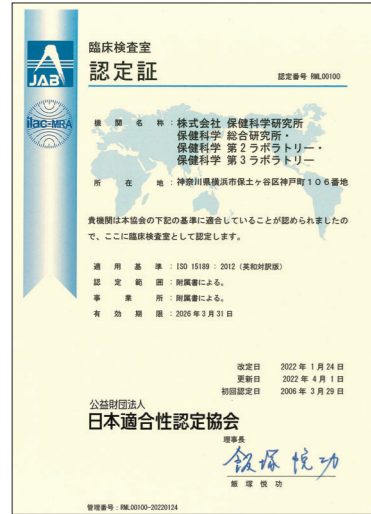 JAB
ilac-MRA
臨床検査室
認定証
認定番号 RML00100
機関名称：株式会社 保健科学研究所
保健科学 総合研究所・
保健科学 第２ラボラトリー・
保健科学 第３ラボラトリー
所在地：神奈川県横浜市保土ヶ谷区神戸町１０６番地
貴機関は本協会の下記の基準に適合していることが認められましたの
で、ここに臨床検査室として認定します。
適用基準：ISO 15189：2012（英和対訳版）
認定範囲：附属書による。
事業所：附属書による。
有効期限：2026年3月31日
改定日 2022年1月24日
更新日 2022年4月1日
初回認定日 2006年3月29日
公益財団法人
日本適合性認定協会
理事長
飯塚悦功
飯塚悦功
管理番号：RML00100-20220124